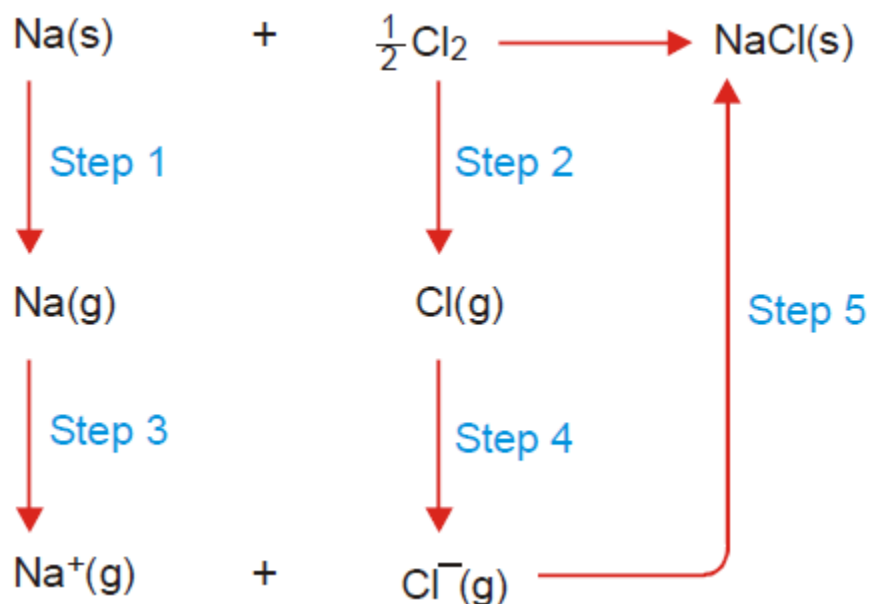 Na(s) + ½Cl₂ NaCl(s)
Step 1 Step 2
Na(g) Cl(g) Step 5
Step 3 Step 4
Na⁺(g) + Cl⁻(g)